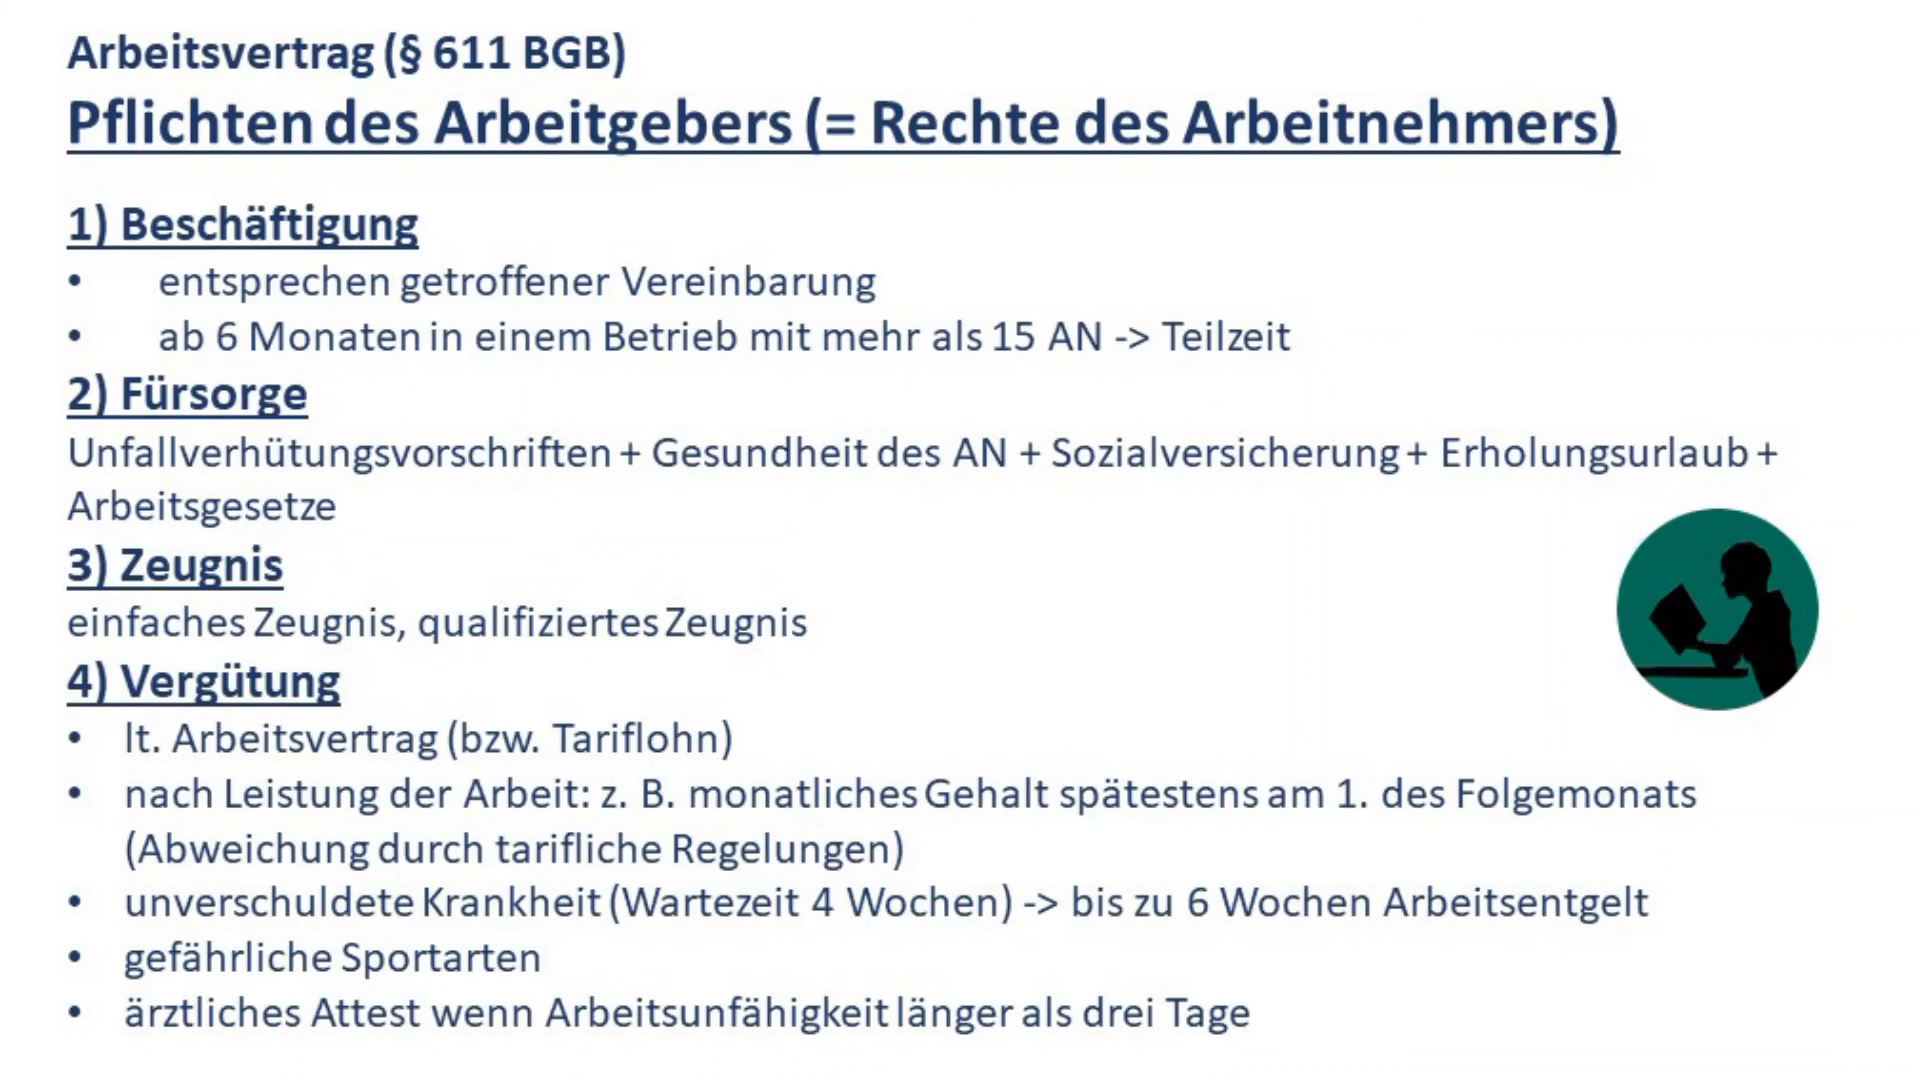 Arbeitsvertrag (§ 611 BGB)
Pflichten des Arbeitgebers (= Rechte des Arbeitnehmers)
1) Beschäftigung
• entsprechen getroffener Vereinbarung
• ab 6 Monaten in einem Betrieb mit mehr als 15 AN -> Teilzeit
2) Fürsorge
Unfallverhütungsvorschriften + Gesundheit des AN + Sozialversicherung + Erholungsurlaub +
Arbeitsgesetze
3) Zeugnis
einfaches Zeugnis, qualifiziertes Zeugnis
4) Vergütung
• lt. Arbeitsvertrag (bzw. Tariflohn)
• nach Leistung der Arbeit: z. B. monatliches Gehalt spätestens am 1. des Folgemonats
(Abweichung durch tarifliche Regelungen)
• unverschuldete Krankheit (Wartezeit 4 Wochen) -> bis zu 6 Wochen Arbeitsentgelt
• gefährliche Sportarten
• ärztliches Attest wenn Arbeitsunfähigkeit länger als drei Tage